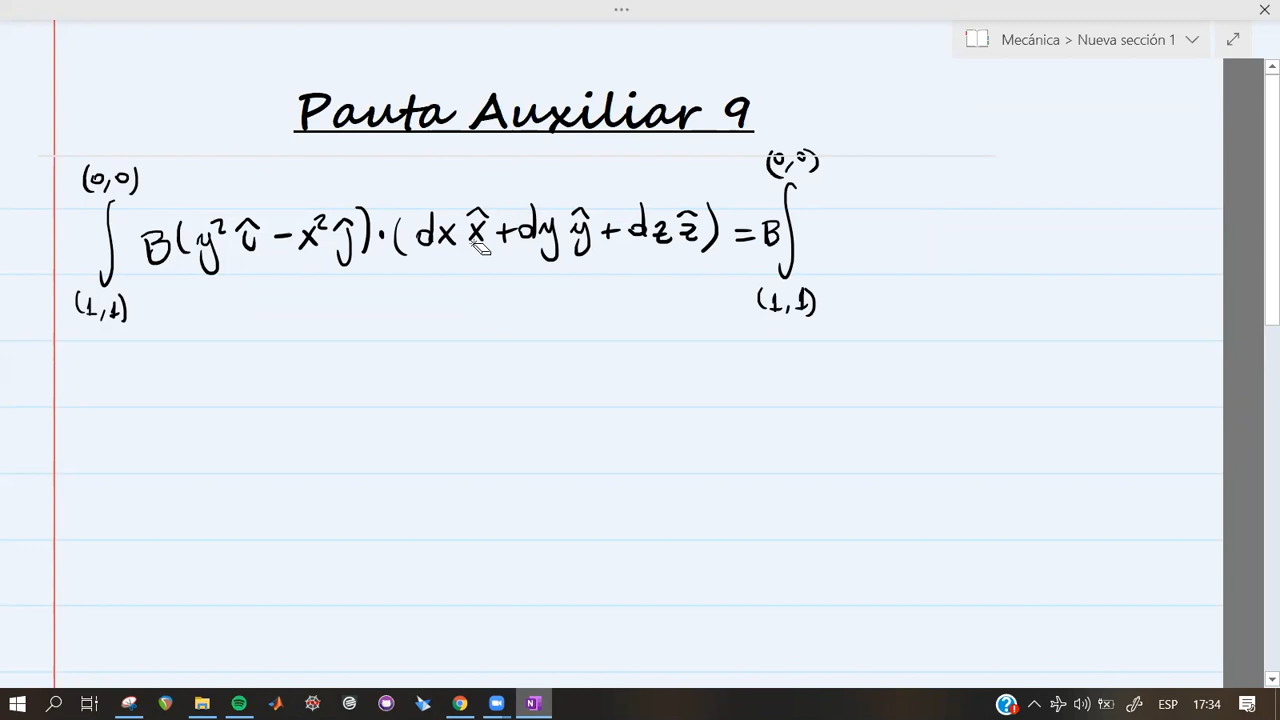 Mecánica > Nueva sección 1
Pauta Auxiliar 9
(0,0) (0,0)
∫ B(y² î - x² ĵ)·(dx x̂ + dy ŷ + dz ẑ) = B∫
(1,1) (1,1)
ESP 17:34